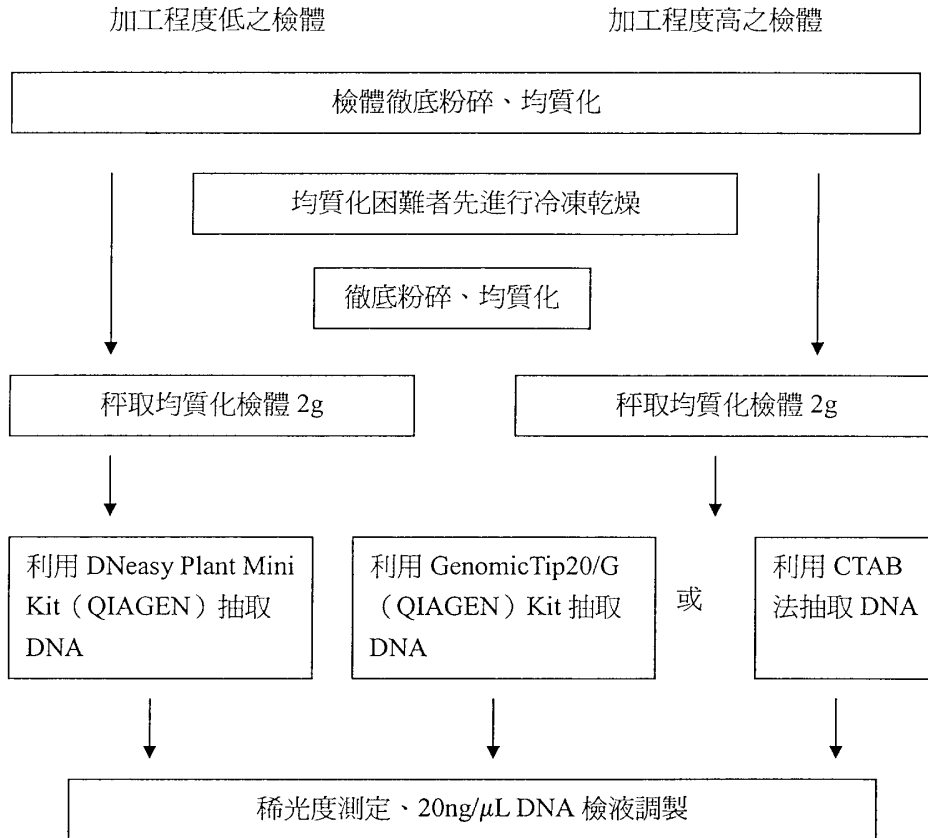 加工程度低之檢體
加工程度高之檢體
檢體徹底粉碎、均質化
均質化困難者先進行冷凍乾燥
徹底粉碎、均質化
秤取均質化檢體 2g
秤取均質化檢體 2g
利用 DNeasy Plant Mini
Kit（QIAGEN）抽取
DNA
利用 GenomicTip20/G
（QIAGEN）Kit 抽取
DNA
或
利用 CTAB
法抽取 DNA
稀光度測定、20ng/μL DNA 檢液調製